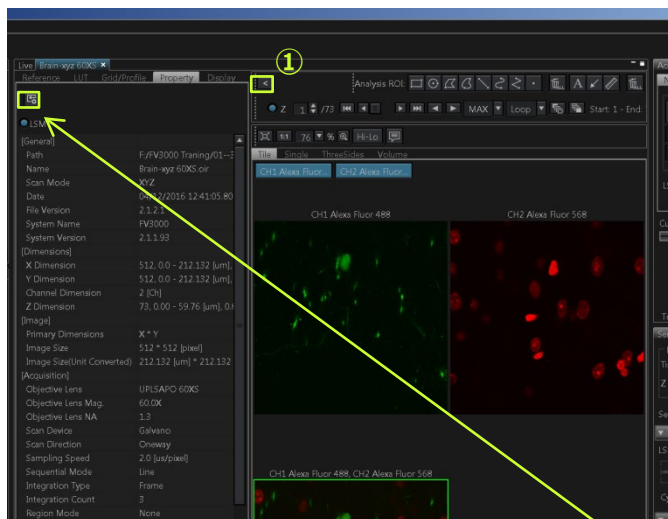 Live Brain-xyz 60XS ×
①
Reference LUT Grid/Profile Property Display
< Analysis ROI:
Z 1 /73 MAX Loop Start: 1 - End:
LSM
1:1 76 % Hi-Lo
Tile Single ThreeSides Volume
CH1 Alexa Fluor... CH2 Alexa Fluor...
CH1 Alexa Fluor 488 CH2 Alexa Fluor 568
[General]
Path F:/FV3000 Traning/01--3
Name Brain-xyz 60XS.oir
Scan Mode XYZ
Date 04/12/2016 12:41:05.80
File Version 2.1.2.1
System Name FV3000
System Version 2.1.1.93
[Dimensions]
X Dimension 512, 0.0 - 212.132 [um],
Y Dimension 512, 0.0 - 212.132 [um],
Channel Dimension 2 [Ch]
Z Dimension 73, 0.00 - 59.76 [um], 0.
[Image]
Primary Dimensions X * Y
Image Size 512 * 512 [pixel]
Image Size(Unit Converted) 212.132 [um] * 212.132
[Acquisition]
Objective Lens UPLSAPO 60XS
Objective Lens Mag. 60.0X
Objective Lens NA 1.3
Scan Device Galvano
Scan Direction Oneway
Sampling Speed 2.0 [us/pixel]
Sequential Mode Line
Integration Type Frame
Integration Count 3
Region Mode None
CH1 Alexa Fluor 488, CH2 Alexa Fluor 568